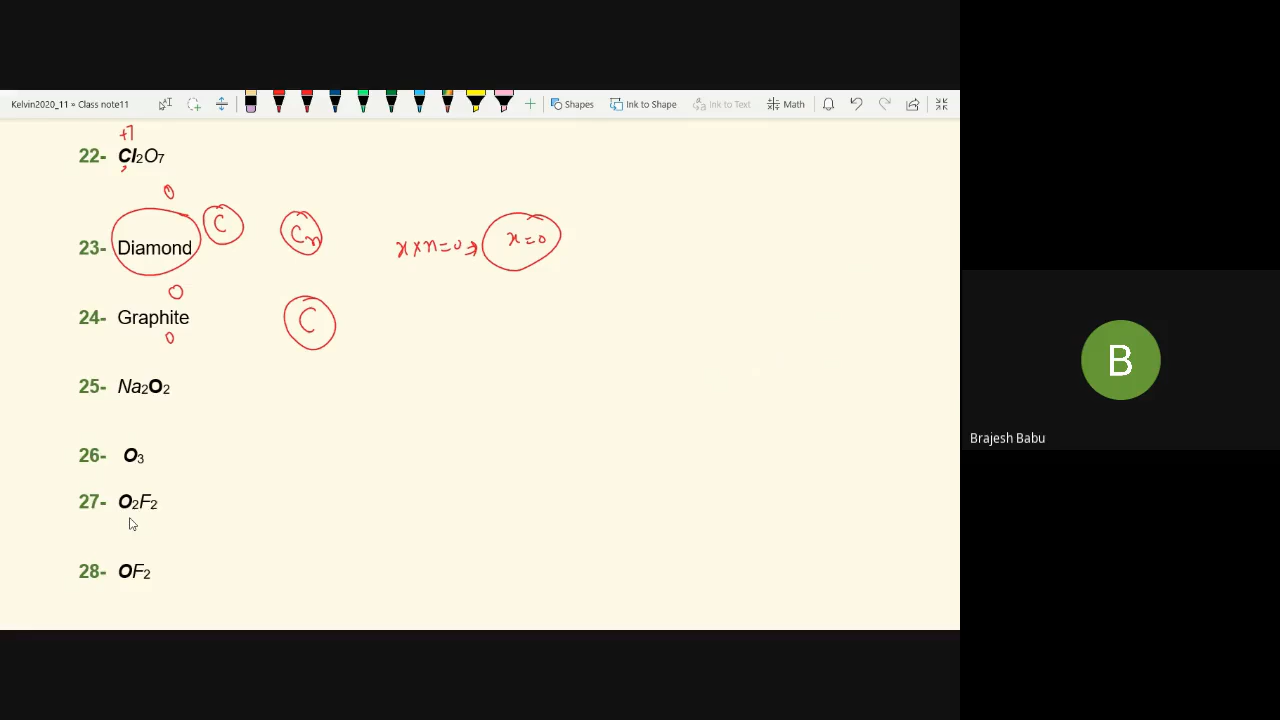 Kelvin2020_11 » Class note11
Shapes
Ink to Shape
Ink to Text
Math
+7
22- Cl2O7
0
23- Diamond
C
Cn
x×n=0⇒
x=0
0
24- Graphite
C
0
25- Na2O2
26- O3
27- O2F2
28- OF2
B
Brajesh Babu